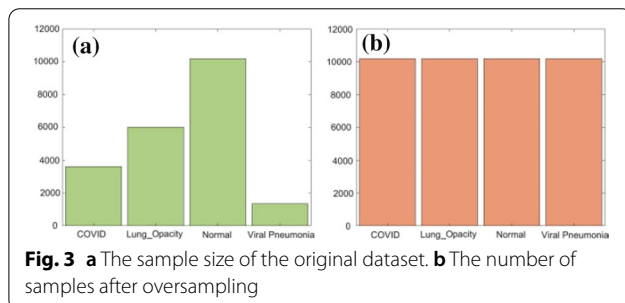 (a)
12000
10000
8000
6000
4000
2000
0
COVID Lung_Opacity Normal Viral Pneumonia
(b)
12000
10000
8000
6000
4000
2000
0
COVID Lung_Opacity Normal Viral Pneumonia
Fig. 3 a The sample size of the original dataset. b The number of
samples after oversampling